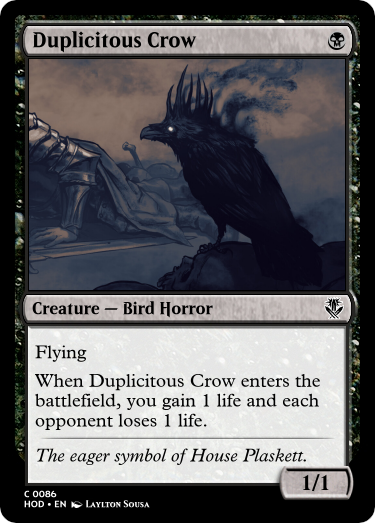 Duplicitous Crow
Creature — Bird Horror
Flying
When Duplicitous Crow enters the
battlefield, you gain 1 life and each
opponent loses 1 life.
The eager symbol of House Plaskett.
1/1
C 0086
HOD • EN Laylton Sousa